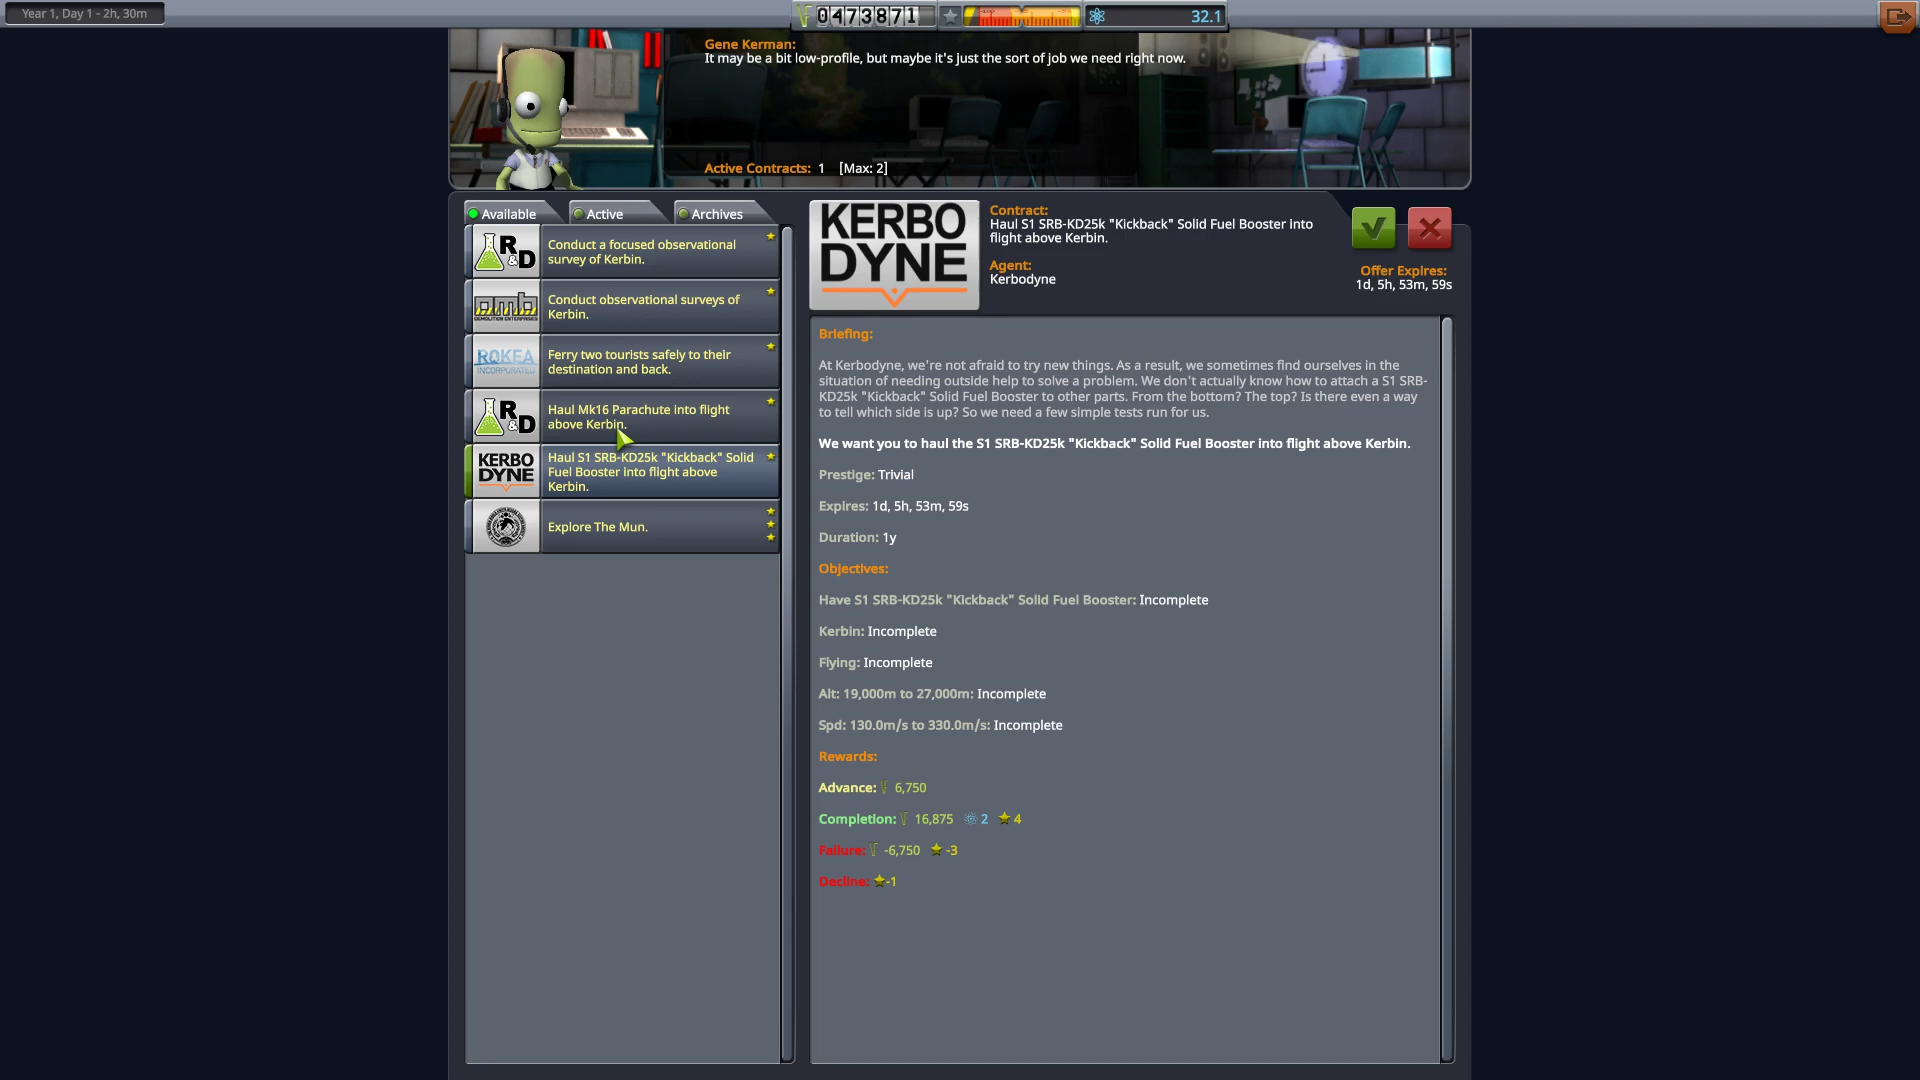 Year 1, Day 1 - 2h, 30m
0473871
32.1
Gene Kerman:
It may be a bit low-profile, but maybe it's just the sort of job we need right now.
Active Contracts: 1 [Max: 2]
Available
Active
Archives
R&D
Conduct a focused observational
survey of Kerbin.
DEMOLITION ENTERPRISES
Conduct observational surveys of
Kerbin.
ROKEA
INCORPORATED
Ferry two tourists safely to their
destination and back.
R&D
Haul Mk16 Parachute into flight
above Kerbin.
KERBO
DYNE
Haul S1 SRB-KD25k "Kickback" Solid
Fuel Booster into flight above
Kerbin.
Explore The Mun.
KERBO
DYNE
Contract:
Haul S1 SRB-KD25k "Kickback" Solid Fuel Booster into
flight above Kerbin.
Agent:
Kerbodyne
Offer Expires:
1d, 5h, 53m, 59s
Briefing:
At Kerbodyne, we're not afraid to try new things. As a result, we sometimes find ourselves in the
situation of needing outside help to solve a problem. We don't actually know how to attach a S1 SRB-
KD25k "Kickback" Solid Fuel Booster to other parts. From the bottom? The top? Is there even a way
to tell which side is up? So we need a few simple tests run for us.
We want you to haul the S1 SRB-KD25k "Kickback" Solid Fuel Booster into flight above Kerbin.
Prestige: Trivial
Expires: 1d, 5h, 53m, 59s
Duration: 1y
Objectives:
Have S1 SRB-KD25k "Kickback" Solid Fuel Booster: Incomplete
Kerbin: Incomplete
Flying: Incomplete
Alt: 19,000m to 27,000m: Incomplete
Spd: 130.0m/s to 330.0m/s: Incomplete
Rewards:
Advance: 6,750
Completion: 16,875 2 4
Failure: -6,750 -3
Decline: -1